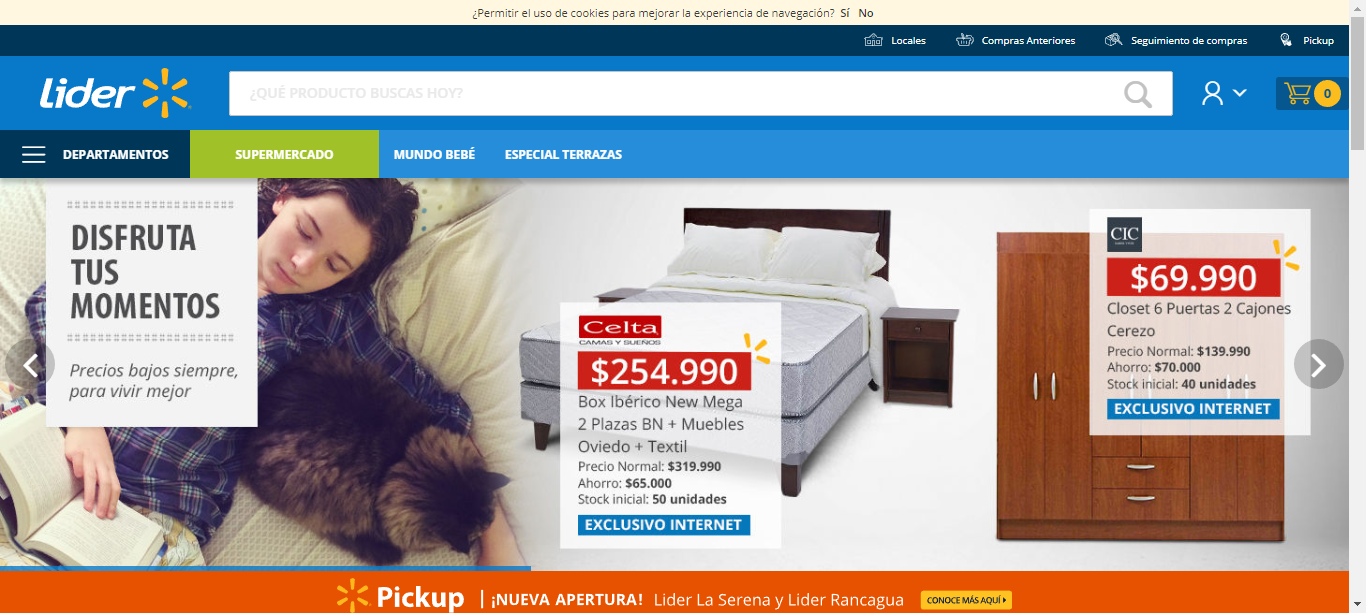 ¿Permitir el uso de cookies para mejorar la experiencia de navegación? Sí No
Locales Compras Anteriores Seguimiento de compras Pickup
Lider ¿QUÉ PRODUCTO BUSCAS HOY? 0
DEPARTAMENTOS SUPERMERCADO MUNDO BEBÉ ESPECIAL TERRAZAS
DISFRUTA
TUS
MOMENTOS
Precios bajos siempre,
para vivir mejor
Celta
CAMAS Y SUEÑOS
$254.990
Box Ibérico New Mega
2 Plazas BN + Muebles
Oviedo + Textil
Precio Normal: $319.990
Ahorro: $65.000
Stock inicial: 50 unidades
EXCLUSIVO INTERNET
CIC
$69.990
Closet 6 Puertas 2 Cajones
Cerezo
Precio Normal: $139.990
Ahorro: $70.000
Stock inicial: 40 unidades
EXCLUSIVO INTERNET
Pickup | ¡NUEVA APERTURA! Lider La Serena y Lider Rancagua CONOCE MÁS AQUÍ